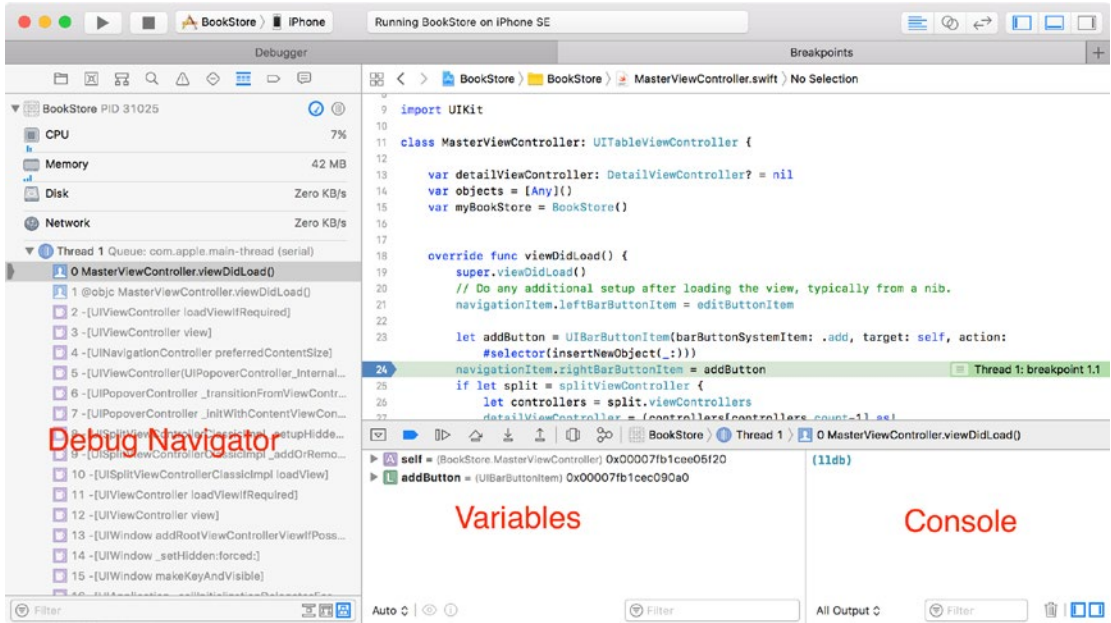 BookStore 〉 iPhone
Running BookStore on iPhone SE
Debugger
Breakpoints
BookStore PID 31025
CPU 7%
Memory 42 MB
Disk Zero KB/s
Network Zero KB/s
Thread 1 Queue: com.apple.main-thread (serial)
0 MasterViewController.viewDidLoad()
1 @objc MasterViewController.viewDidLoad()
2 -[UIViewController loadViewIfRequired]
3 -[UIViewController view]
4 -[UINavigationController preferredContentSize]
5 -[UIViewController(UIPopoverController_Internal...
6 -[UIPopoverController _transitionFromViewContr...
7 -[UIPopoverController _initWithContentViewCon...
Debug Navigator
10 -[UISplitViewControllerClassicImpl loadView]
11 -[UIViewController loadViewIfRequired]
12 -[UIViewController view]
13 -[UIWindow addRootViewControllerViewIfPoss...
14 -[UIWindow _setHidden:forced:]
15 -[UIWindow makeKeyAndVisible]
Filter
BookStore 〉 BookStore 〉 MasterViewController.swift 〉 No Selection
9 import UIKit
10
11 class MasterViewController: UITableViewController {
12
13 var detailViewController: DetailViewController? = nil
14 var objects = [Any]()
15 var myBookStore = BookStore()
16
17
18 override func viewDidLoad() {
19 super.viewDidLoad()
20 // Do any additional setup after loading the view, typically from a nib.
21 navigationItem.leftBarButtonItem = editButtonItem
22
23 let addButton = UIBarButtonItem(barButtonSystemItem: .add, target: self, action:
#selector(insertNewObject(_:)))
24 navigationItem.rightBarButtonItem = addButton Thread 1: breakpoint 1.1
25 if let split = splitViewController {
26 let controllers = split.viewControllers
27 detailViewController = (controllers[controllers.count-1] as!
BookStore 〉 Thread 1 〉 0 MasterViewController.viewDidLoad()
self = (BookStore.MasterViewController) 0x00007fb1cee05f20
addButton = (UIBarButtonItem) 0x00007fb1cec090a0
Variables
Auto
Filter
(lldb)
Console
All Output
Filter